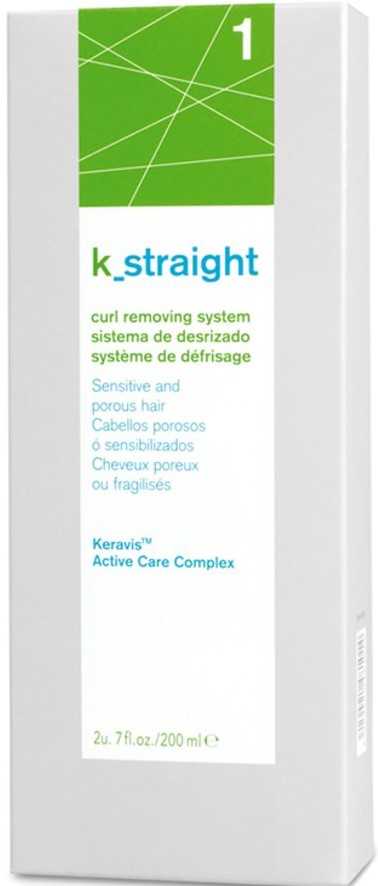 1
k_straight
curl removing system
sistema de desrizado
système de défrisage
Sensitive and
porous hair
Cabellos porosos
ó sensibilizados
Cheveux poreux
ou fragilisés
Keravis™
Active Care Complex
2u. 7 fl.oz./200 ml ℮